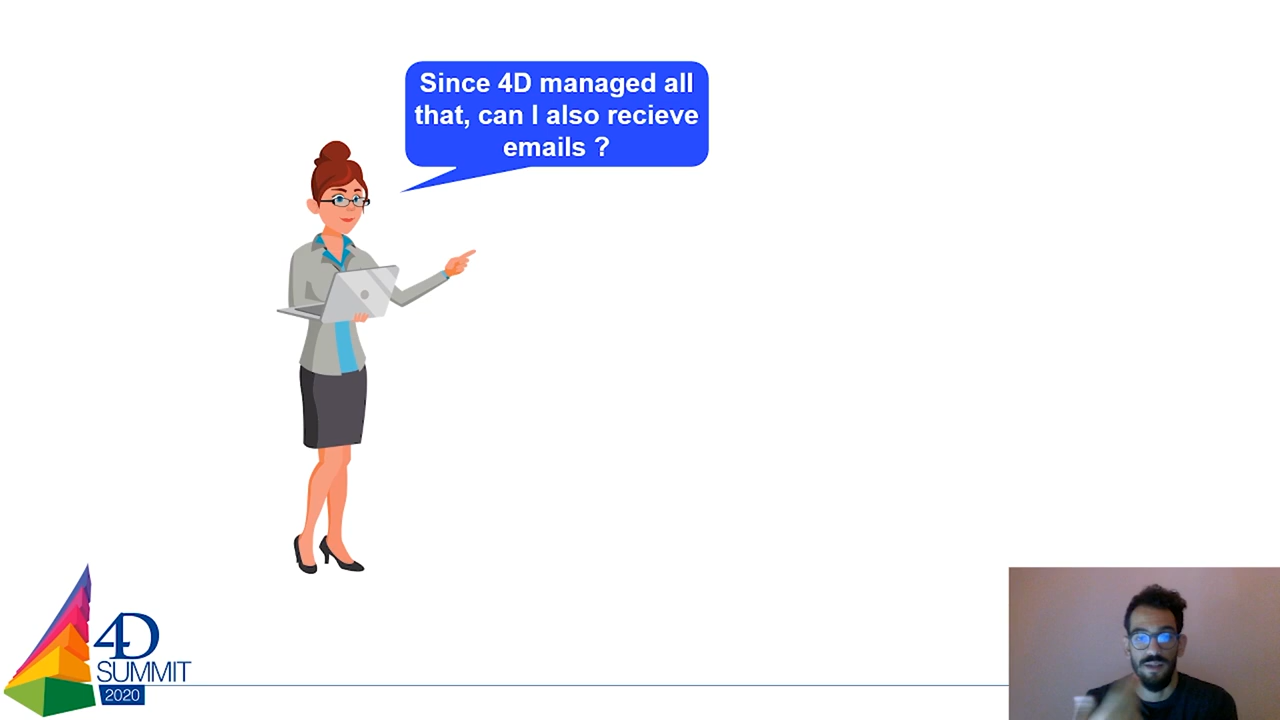 Since 4D managed all
that, can I also recieve
emails ?
4D
SUMMIT
2020